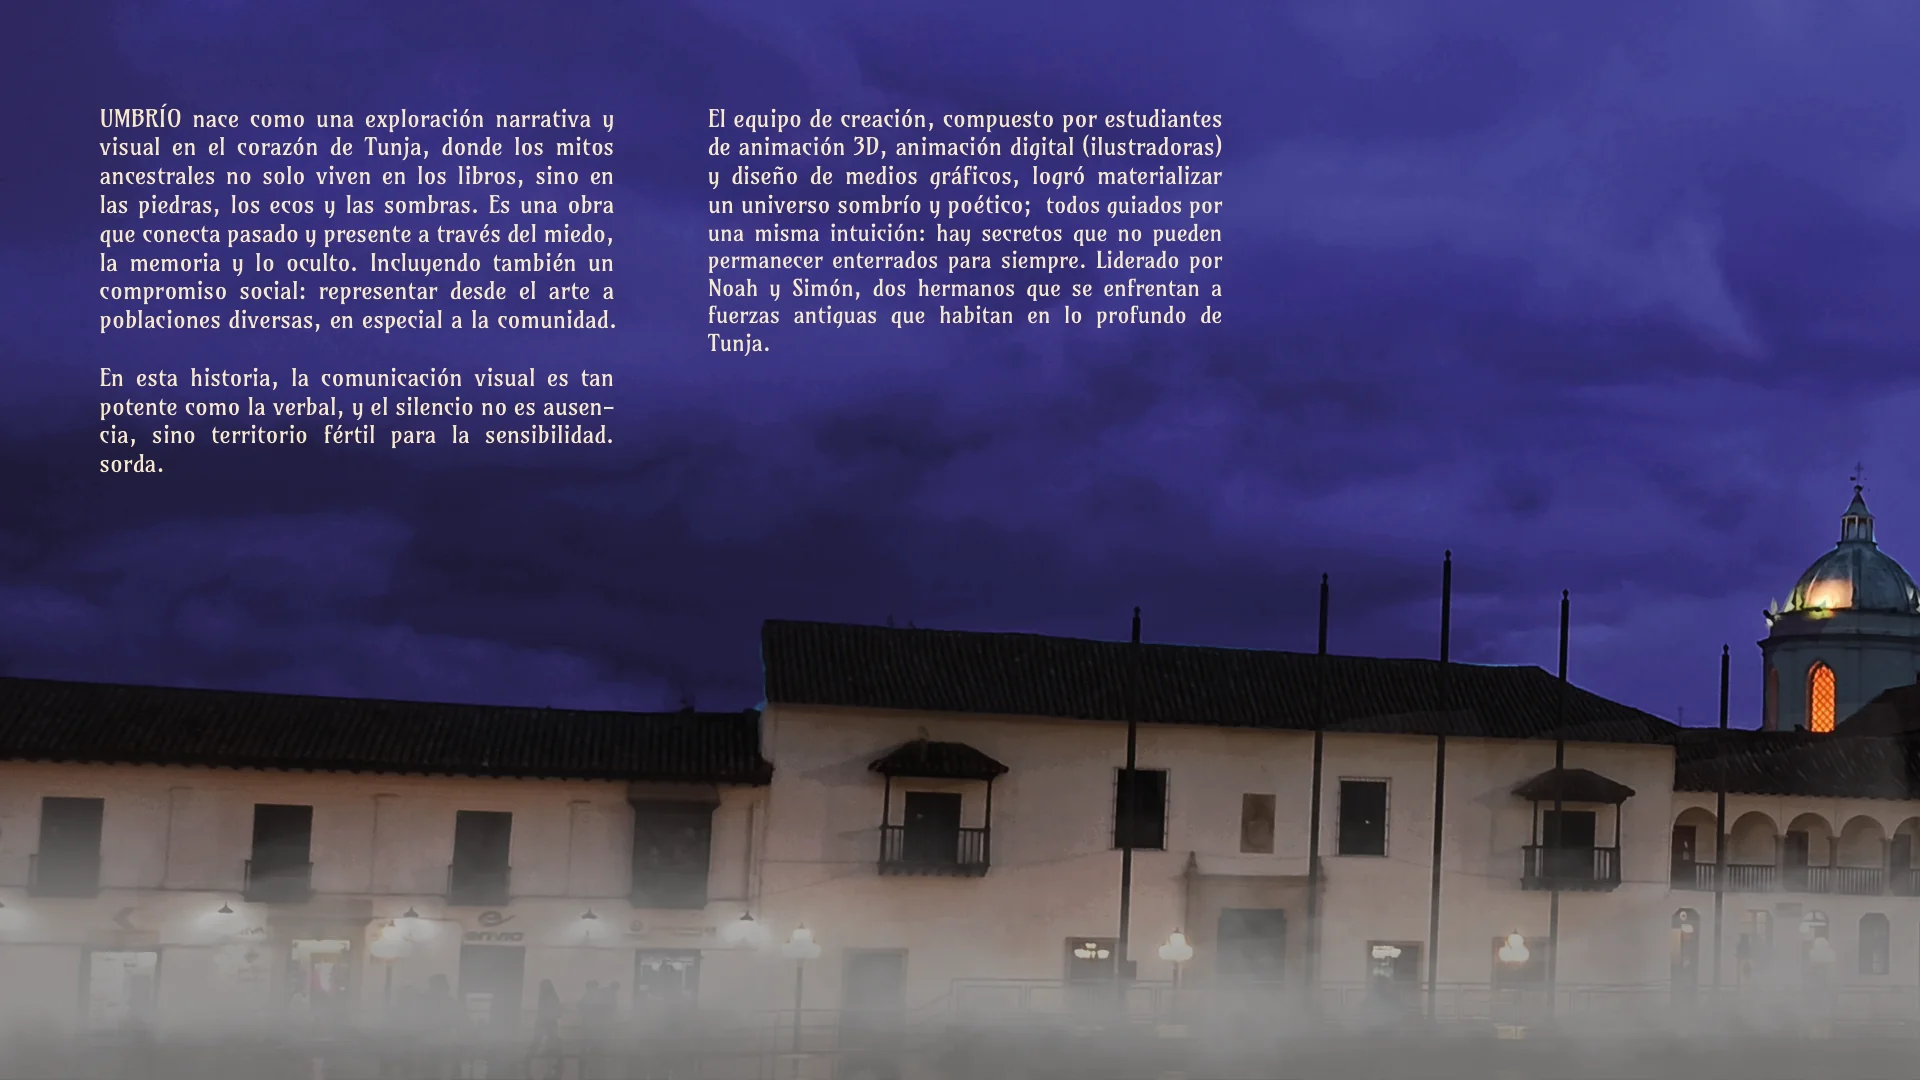 UMBRÍO nace como una exploración narrativa y
visual en el corazón de Tunja, donde los mitos
ancestrales no solo viven en los libros, sino en
las piedras, los ecos y las sombras. Es una obra
que conecta pasado y presente a través del miedo,
la memoria y lo oculto. Incluyendo también un
compromiso social: representar desde el arte a
poblaciones diversas, en especial a la comunidad.
En esta historia, la comunicación visual es tan
potente como la verbal, y el silencio no es ausen-
cia, sino territorio fértil para la sensibilidad.
sorda.
El equipo de creación, compuesto por estudiantes
de animación 3D, animación digital (ilustradoras)
y diseño de medios gráficos, logró materializar
un universo sombrío y poético; todos guiados por
una misma intuición: hay secretos que no pueden
permanecer enterrados para siempre. Liderado por
Noah y Simón, dos hermanos que se enfrentan a
fuerzas antiguas que habitan en lo profundo de
Tunja.
envia